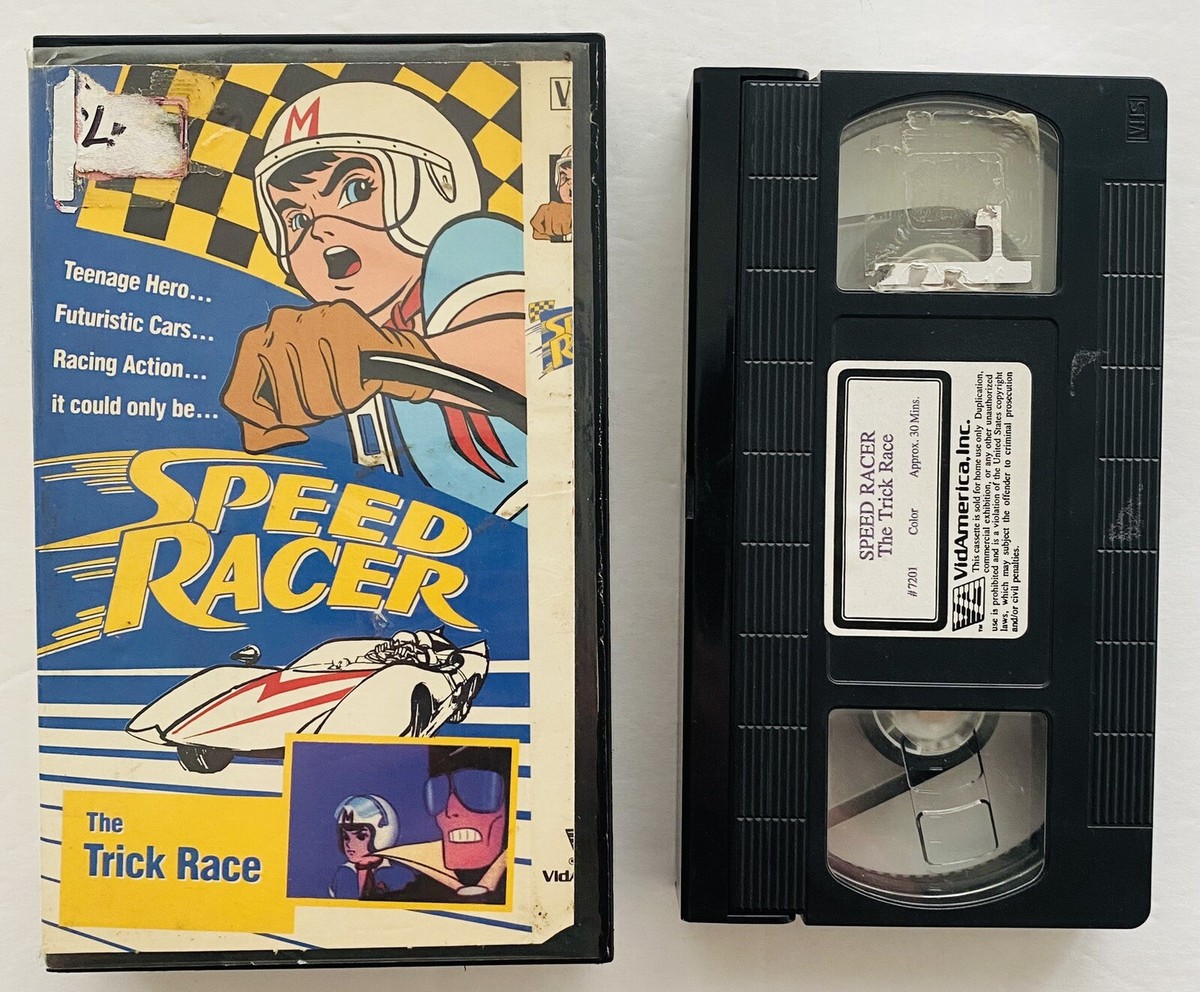 L.
M
Teenage Hero...
Futuristic Cars...
Racing Action...
it could only be...
SPEED
RACER
The
Trick Race
M
V
SP
R
VidA
VHS
SPEED RACER
The Trick Race
#7201 Color Approx. 30 Mins.
VidAmerica, Inc.
TM
This cassette is sold for home use only Duplication,
commercial exhibition, or any other unauthorized
use is prohibited and is a violation of the United States copyright
laws, which may subject the offender to criminal prosecution
and/or civil penalties.